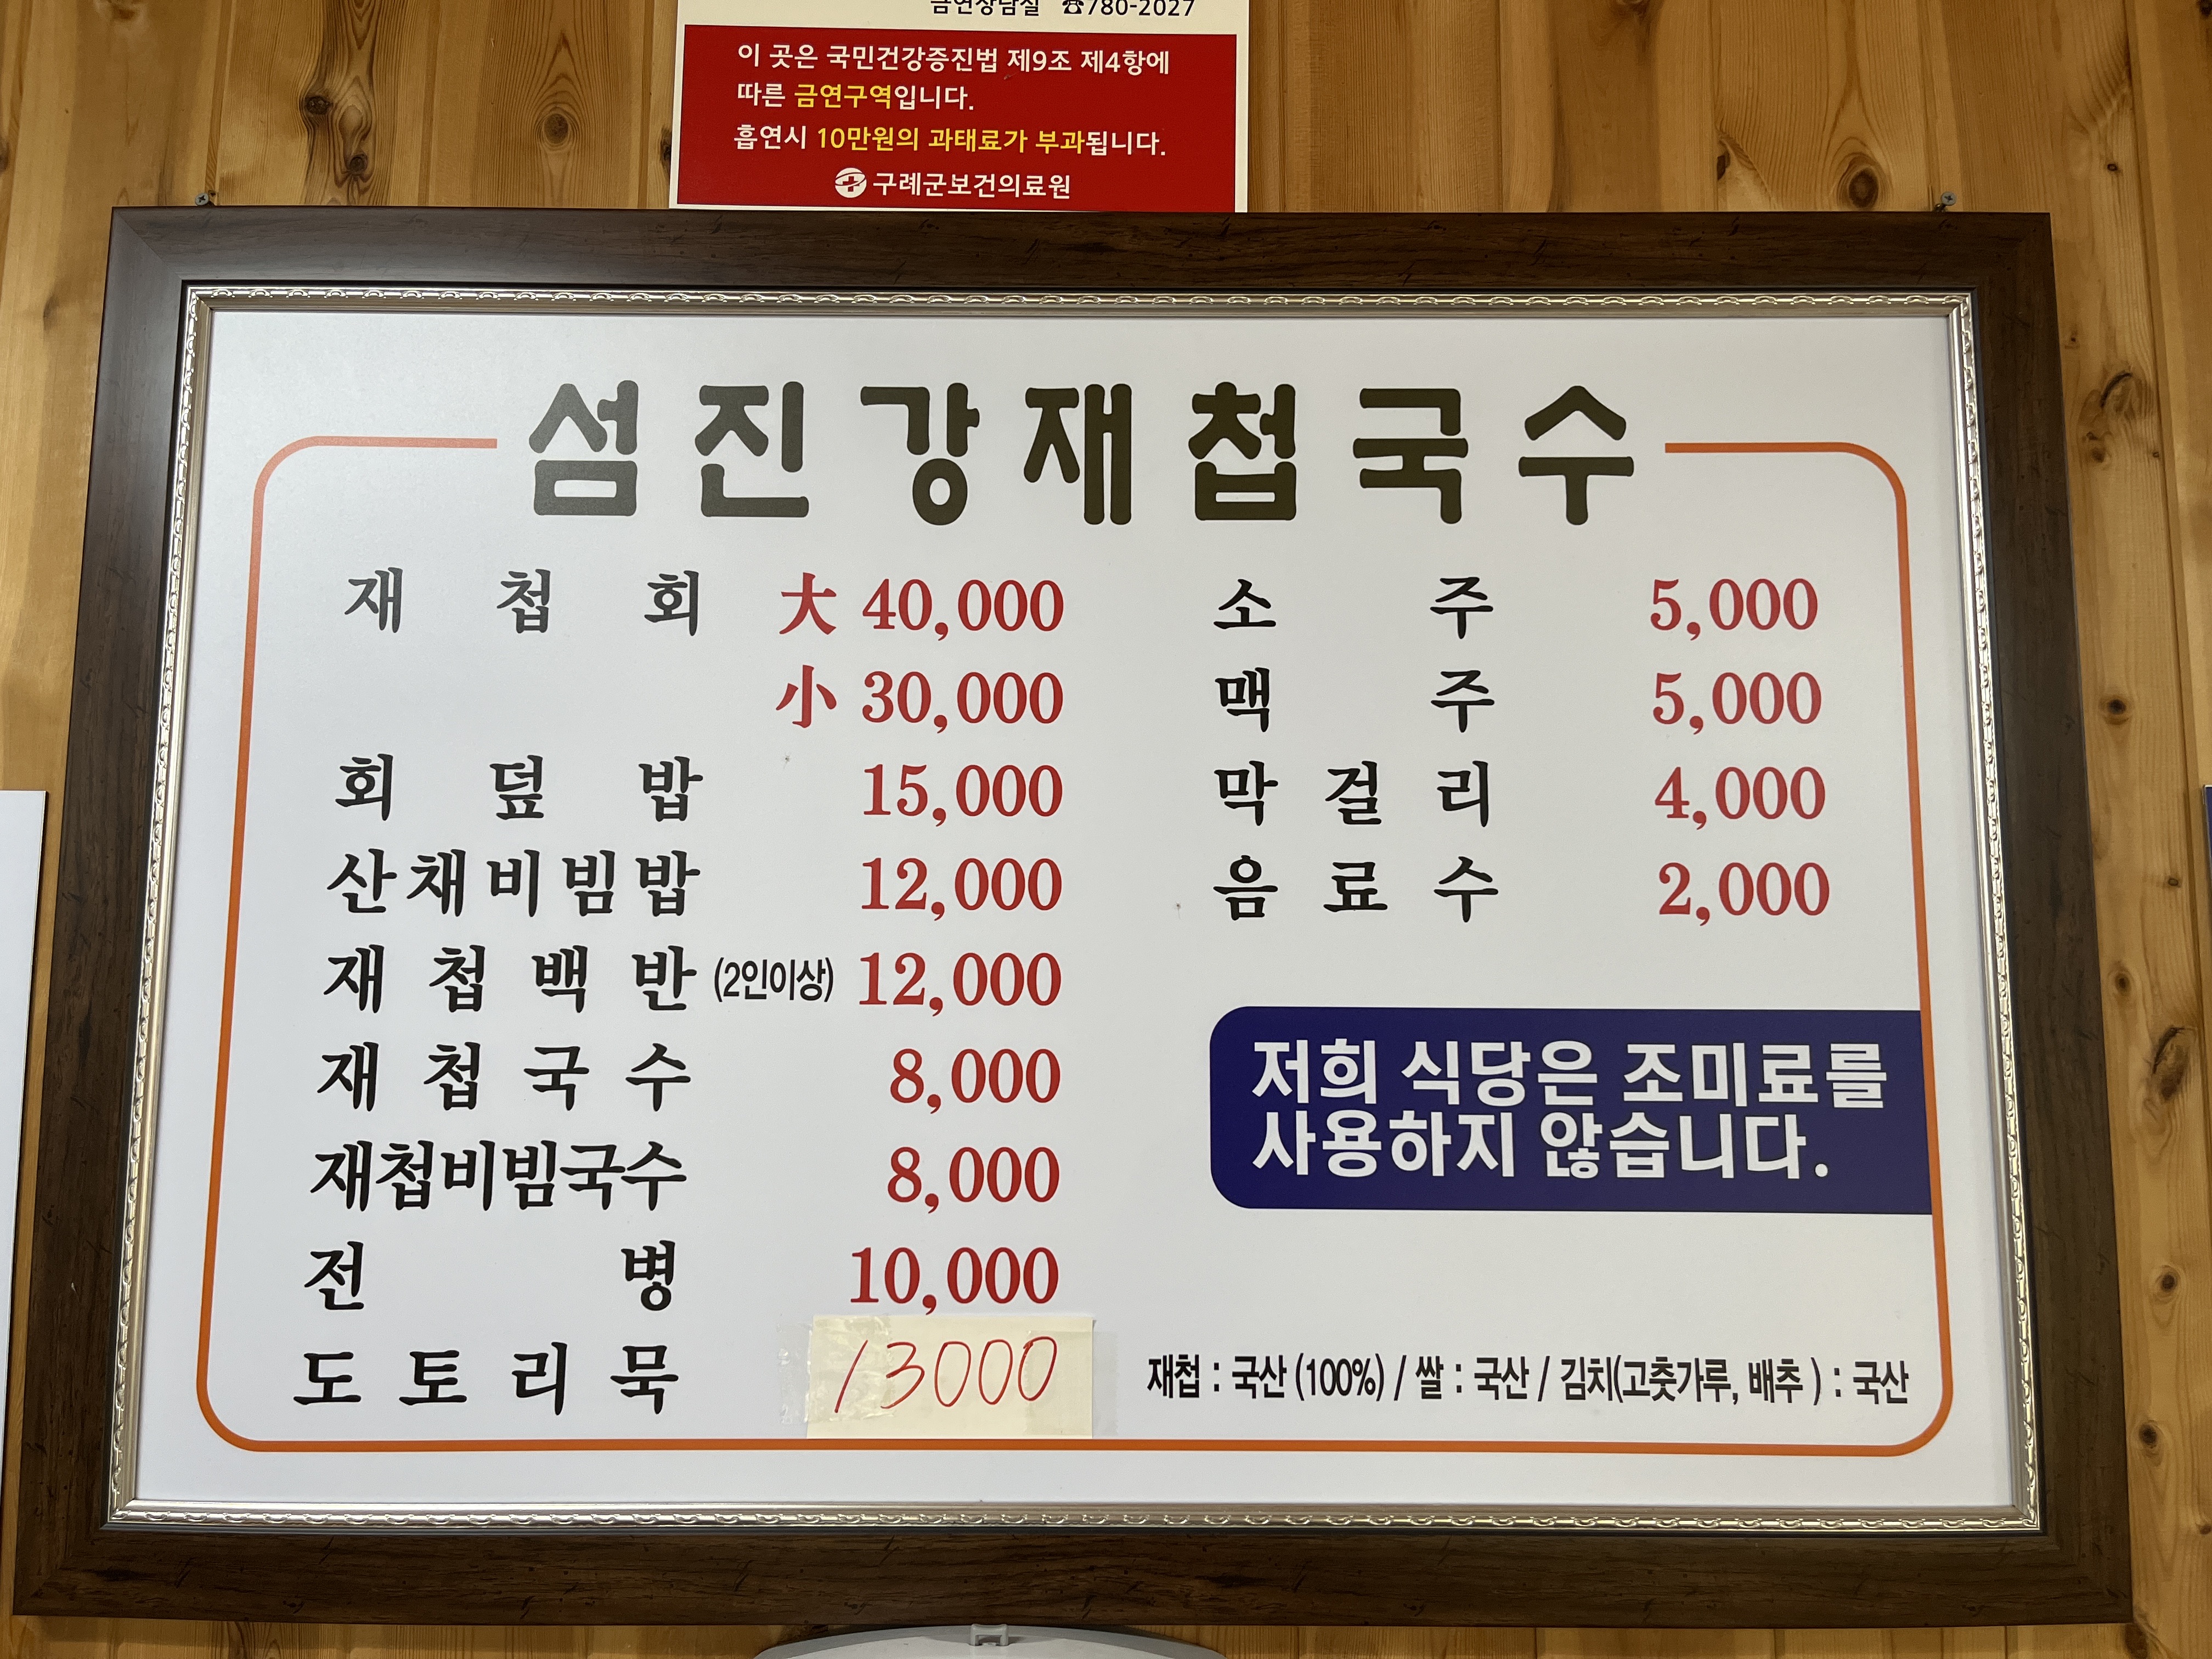 금연상담실 ☎780-2027
이 곳은 국민건강증진법 제9조 제4항에
따른 금연구역입니다.
흡연시 10만원의 과태료가 부과됩니다.
구례군보건의료원
섬진강재첩국수
재첩회 大 40,000
小 30,000
회덮밥 15,000
산채비빔밥 12,000
재첩백반 (2인이상) 12,000
재첩국수 8,000
재첩비빔국수 8,000
전병 10,000
도토리묵 13000
소주 5,000
맥주 5,000
막걸리 4,000
음료수 2,000
저희 식당은 조미료를
사용하지 않습니다.
재첩 : 국산 (100%) / 쌀 : 국산 / 김치(고춧가루, 배추 ) : 국산